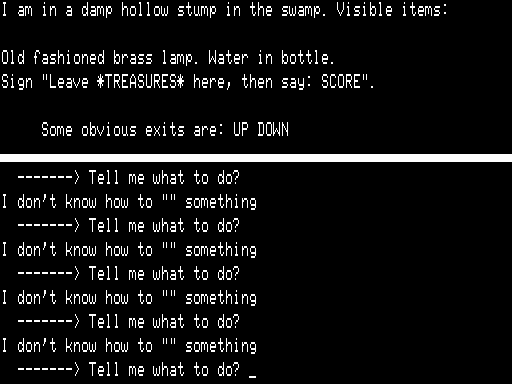 I am in a damp hollow stump in the swamp. Visible items:
Old fashioned brass lamp. Water in bottle.
Sign "Leave *TREASURES* here, then say: SCORE".
Some obvious exits are: UP DOWN
-------> Tell me what to do?
I don't know how to "" something
-------> Tell me what to do?
I don't know how to "" something
-------> Tell me what to do?
I don't know how to "" something
-------> Tell me what to do?
I don't know how to "" something
-------> Tell me what to do? _